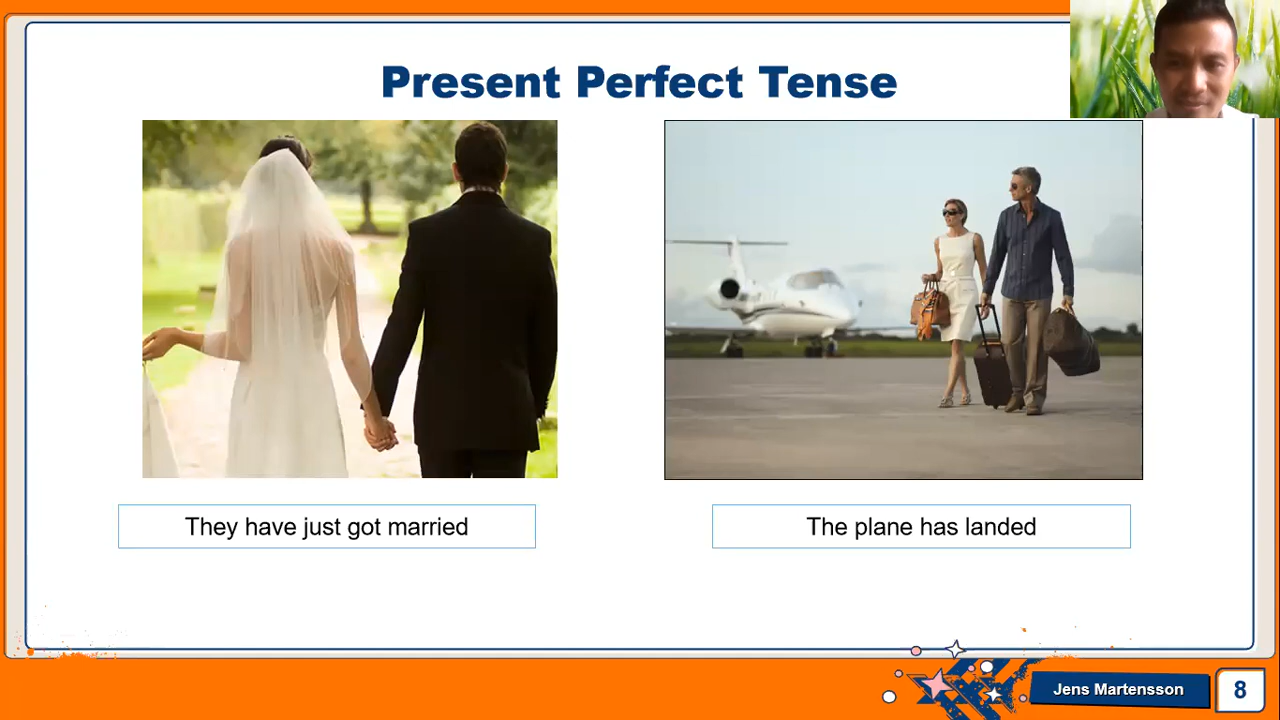 Present Perfect Tense
They have just got married
The plane has landed
Jens Martensson
8